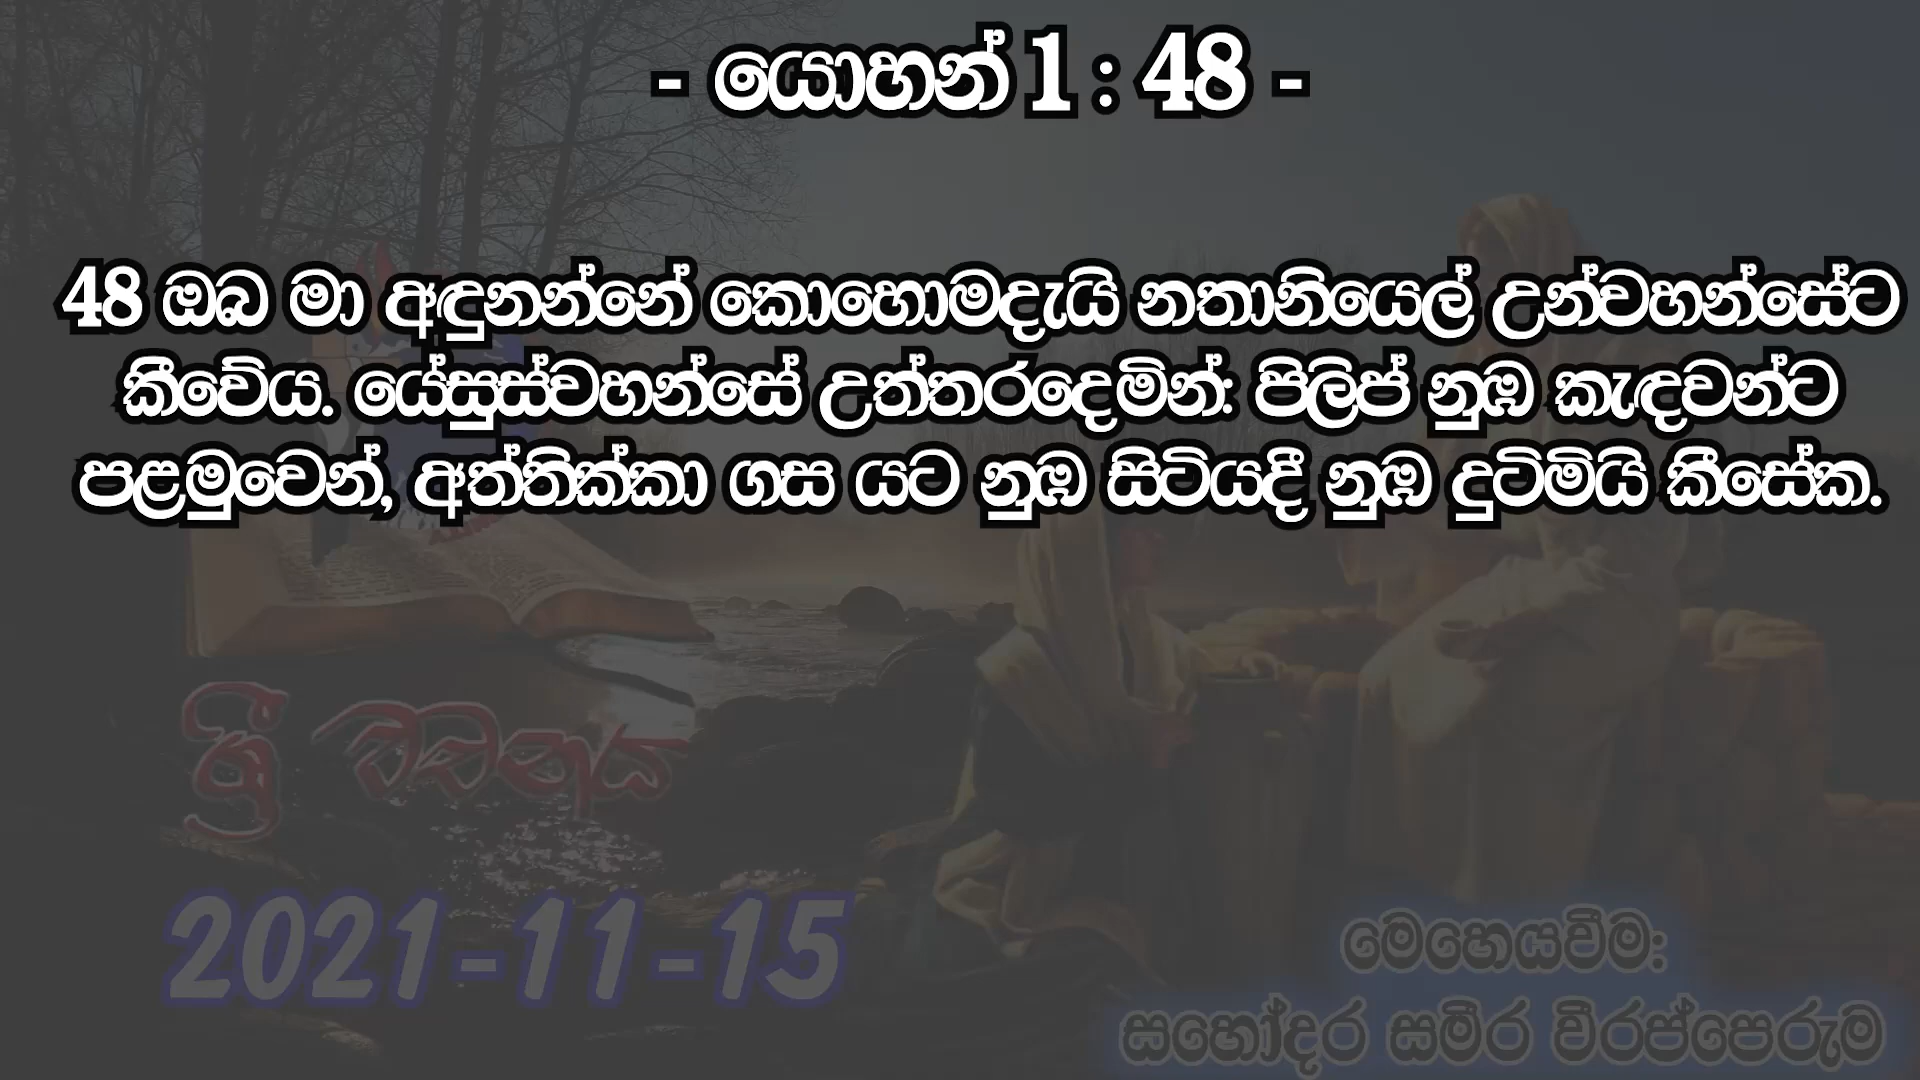 - යොහන් 1 : 48 -
48 ඔබ මා අඳුනන්නේ කොහොමදැයි නතානියෙල් උන්වහන්සේට
කීවේය. යේසුස්වහන්සේ උත්තරදෙමින්: පිලිප් නුඹ කැඳවන්ට
පළමුවෙන්, අත්තික්කා ගස යට නුඹ සිටියදී නුඹ දුටිමියි කීසේක.
ශ්‍රී වචනය
2021-11-15
මෙහෙයවීම:
සහෝදර සමීර වීරප්පෙරුම